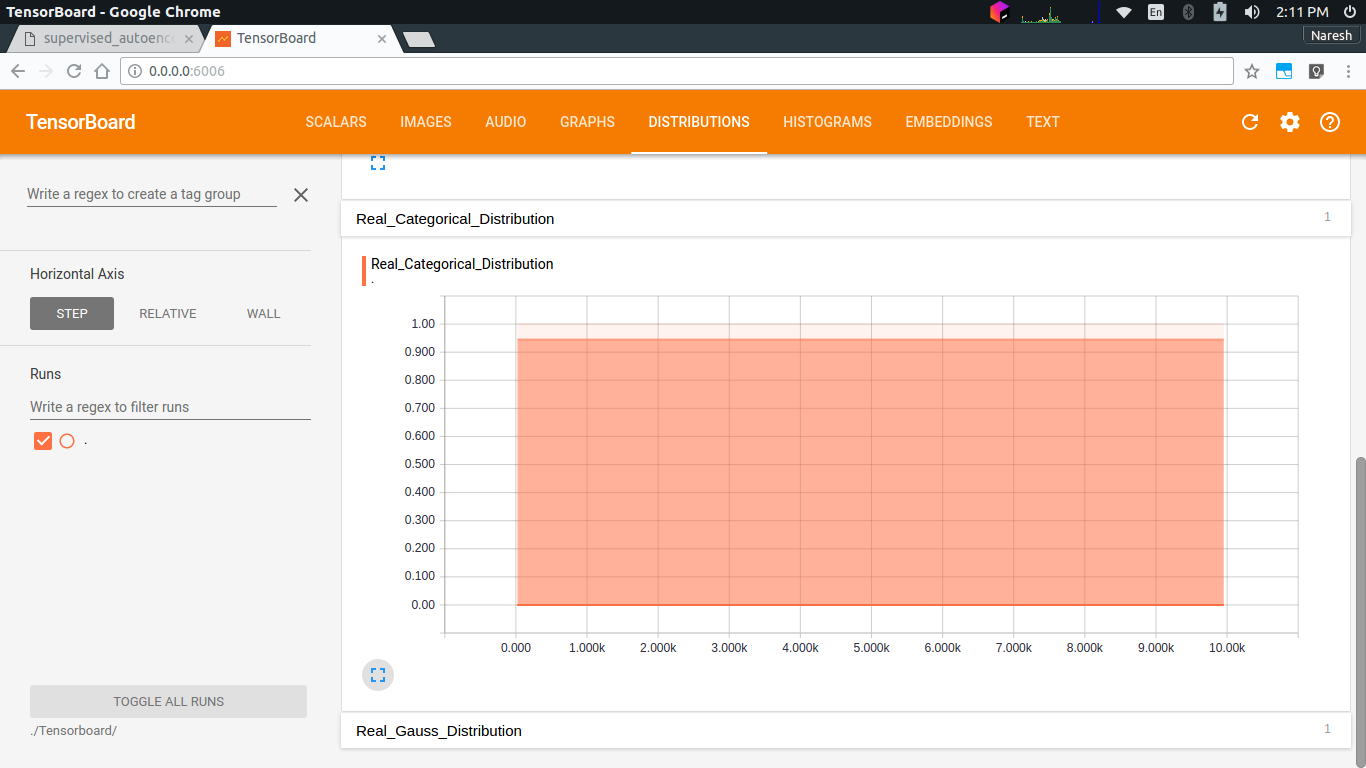 TensorBoard - Google Chrome
En
2:11 PM
supervised_autoenc
TensorBoard
Naresh
0.0.0.0:6006
TensorBoard
SCALARS
IMAGES
AUDIO
GRAPHS
DISTRIBUTIONS
HISTOGRAMS
EMBEDDINGS
TEXT
Write a regex to create a tag group
Horizontal Axis
STEP
RELATIVE
WALL
Runs
Write a regex to filter runs
.
TOGGLE ALL RUNS
./Tensorboard/
Real_Categorical_Distribution
1
Real_Categorical_Distribution
.
1.00
0.900
0.800
0.700
0.600
0.500
0.400
0.300
0.200
0.100
0.00
0.000
1.000k
2.000k
3.000k
4.000k
5.000k
6.000k
7.000k
8.000k
9.000k
10.00k
Real_Gauss_Distribution
1